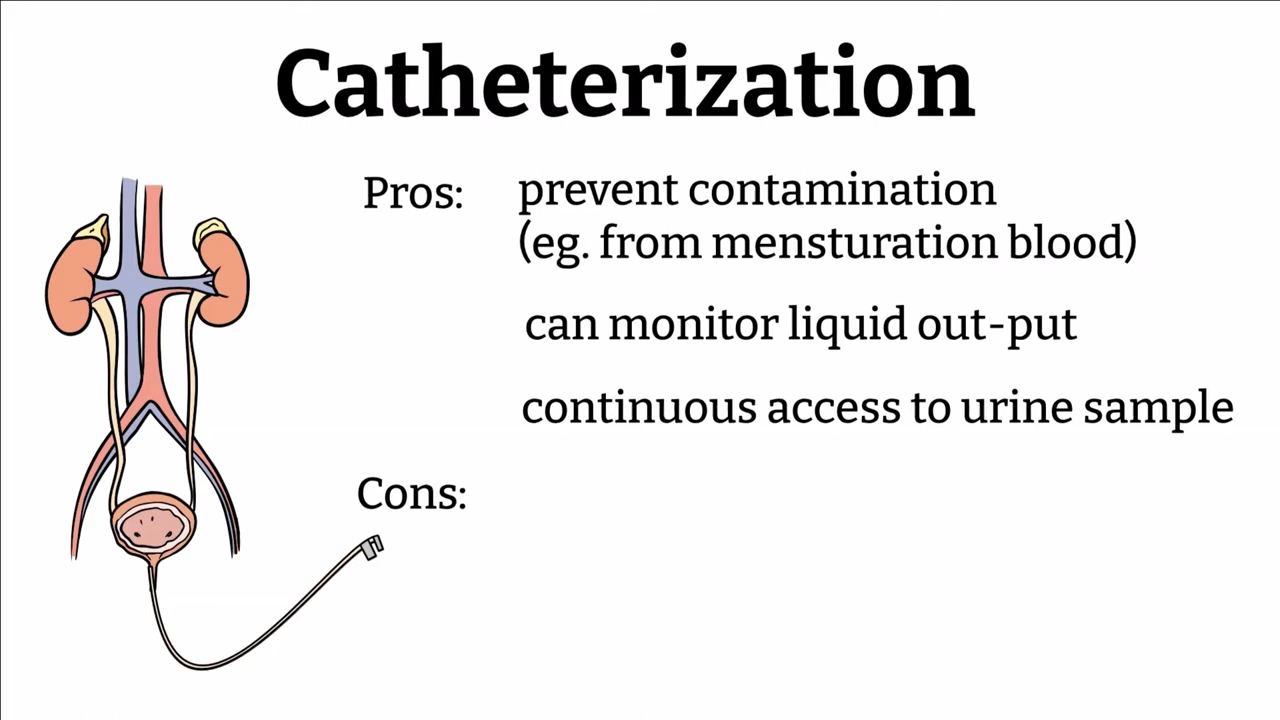 Catheterization
Pros: prevent contamination
(eg. from mensturation blood)
can monitor liquid out-put
continuous access to urine sample
Cons: